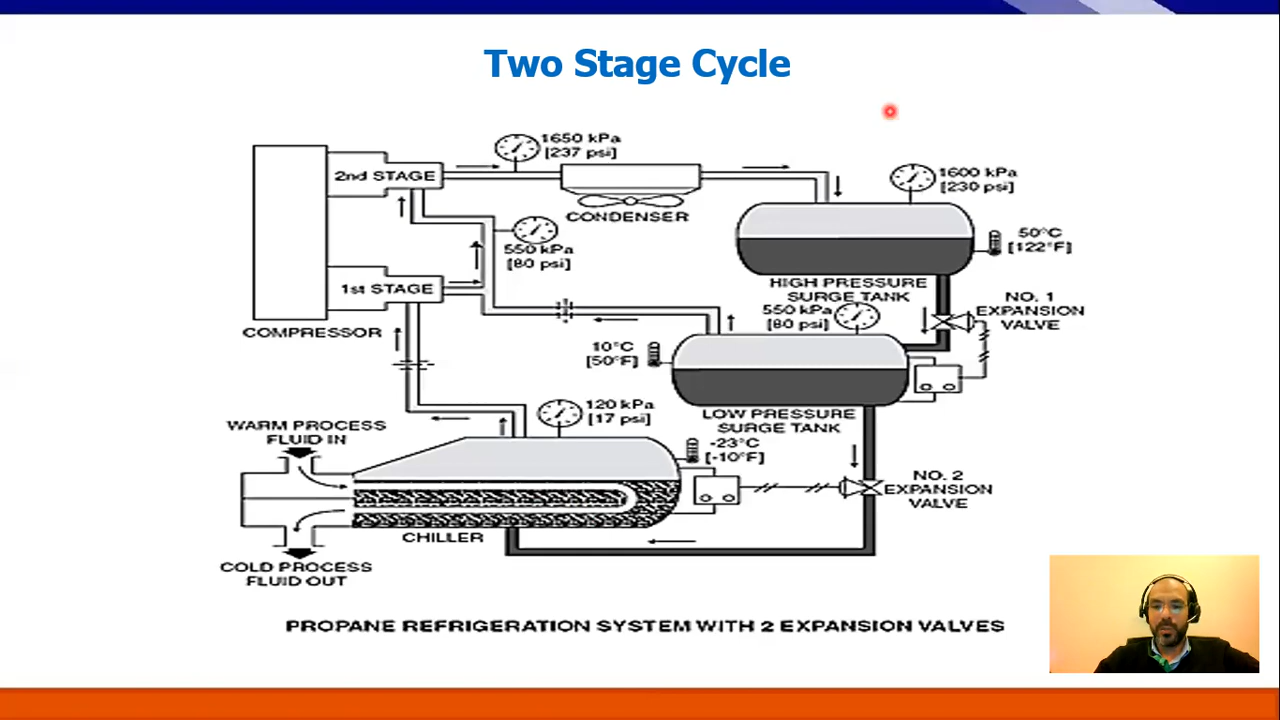 Two Stage Cycle
1650 kPa
[237 psi]
2nd STAGE
CONDENSER
1600 kPa
[230 psi]
550 kPa
[80 psi]
50°C
[122°F]
1st STAGE
COMPRESSOR
HIGH PRESSURE
SURGE TANK
NO. 1
EXPANSION
VALVE
550 kPa
[80 psi]
10°C
[50°F]
LOW PRESSURE
SURGE TANK
120 kPa
[17 psi]
WARM PROCESS
FLUID IN
-23°C
[-10°F]
NO. 2
EXPANSION
VALVE
CHILLER
COLD PROCESS
FLUID OUT
PROPANE REFRIGERATION SYSTEM WITH 2 EXPANSION VALVES